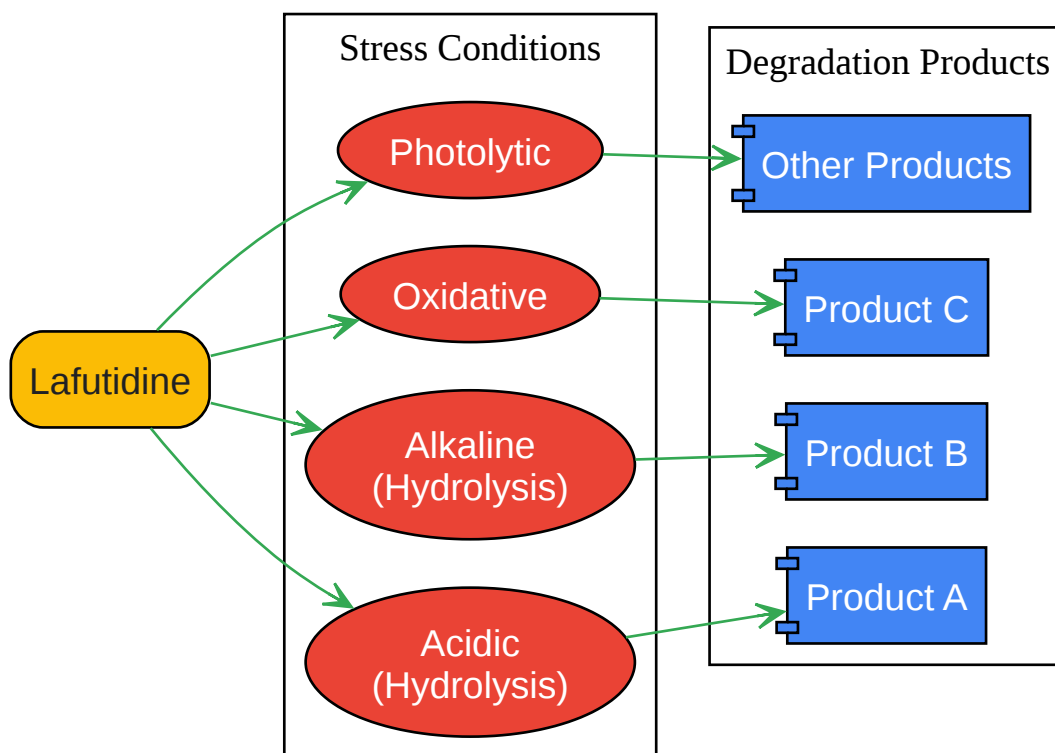 Stress Conditions
Degradation Products
Photolytic
Other Products
Oxidative
Product C
Lafutidine
Alkaline
(Hydrolysis)
Product B
Acidic
(Hydrolysis)
Product A